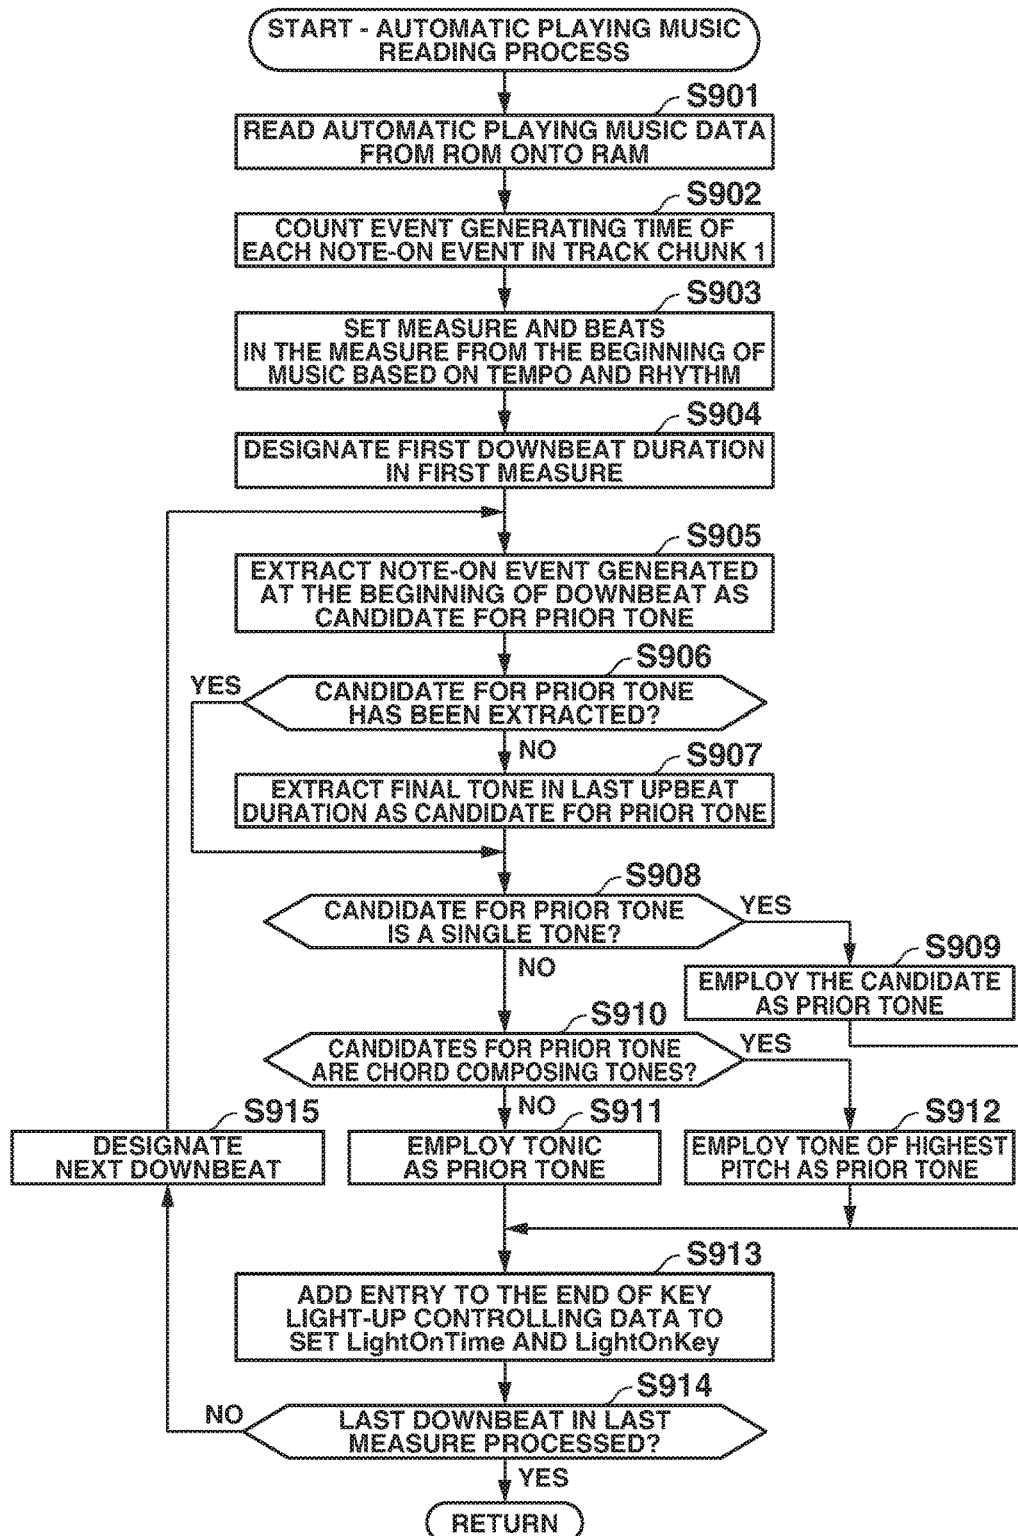 START - AUTOMATIC PLAYING MUSIC
READING PROCESS
S901
READ AUTOMATIC PLAYING MUSIC DATA
FROM ROM ONTO RAM
S902
COUNT EVENT GENERATING TIME OF
EACH NOTE-ON EVENT IN TRACK CHUNK 1
S903
SET MEASURE AND BEATS
IN THE MEASURE FROM THE BEGINNING OF
MUSIC BASED ON TEMPO AND RHYTHM
S904
DESIGNATE FIRST DOWNBEAT DURATION
IN FIRST MEASURE
S905
EXTRACT NOTE-ON EVENT GENERATED
AT THE BEGINNING OF DOWNBEAT AS
CANDIDATE FOR PRIOR TONE
S906
YES
CANDIDATE FOR PRIOR TONE
HAS BEEN EXTRACTED?
NO
S907
EXTRACT FINAL TONE IN LAST UPBEAT
DURATION AS CANDIDATE FOR PRIOR TONE
S908
CANDIDATE FOR PRIOR TONE
IS A SINGLE TONE?
YES
NO
S909
EMPLOY THE CANDIDATE
AS PRIOR TONE
S910
CANDIDATES FOR PRIOR TONE
ARE CHORD COMPOSING TONES?
YES
NO
S915
DESIGNATE
NEXT DOWNBEAT
S911
EMPLOY TONIC
AS PRIOR TONE
S912
EMPLOY TONE OF HIGHEST
PITCH AS PRIOR TONE
S913
ADD ENTRY TO THE END OF KEY
LIGHT-UP CONTROLLING DATA TO
SET LightOnTime AND LightOnKey
S914
NO
LAST DOWNBEAT IN LAST
MEASURE PROCESSED?
YES
RETURN